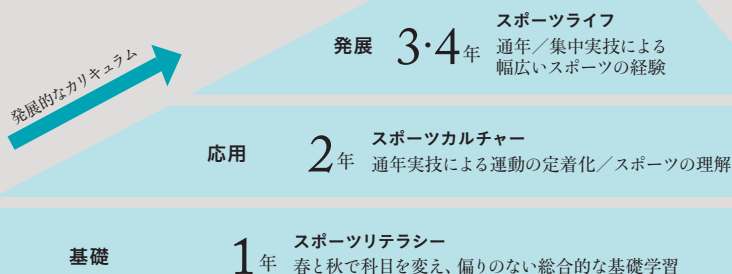 発展的なカリキュラム
発展 3·4年
スポーツライフ
通年／集中実技による
幅広いスポーツの経験
応用 2年
スポーツカルチャー
通年実技による運動の定着化／スポーツの理解
基礎 1年
スポーツリテラシー
春と秋で科目を変え、偏りのない総合的な基礎学習